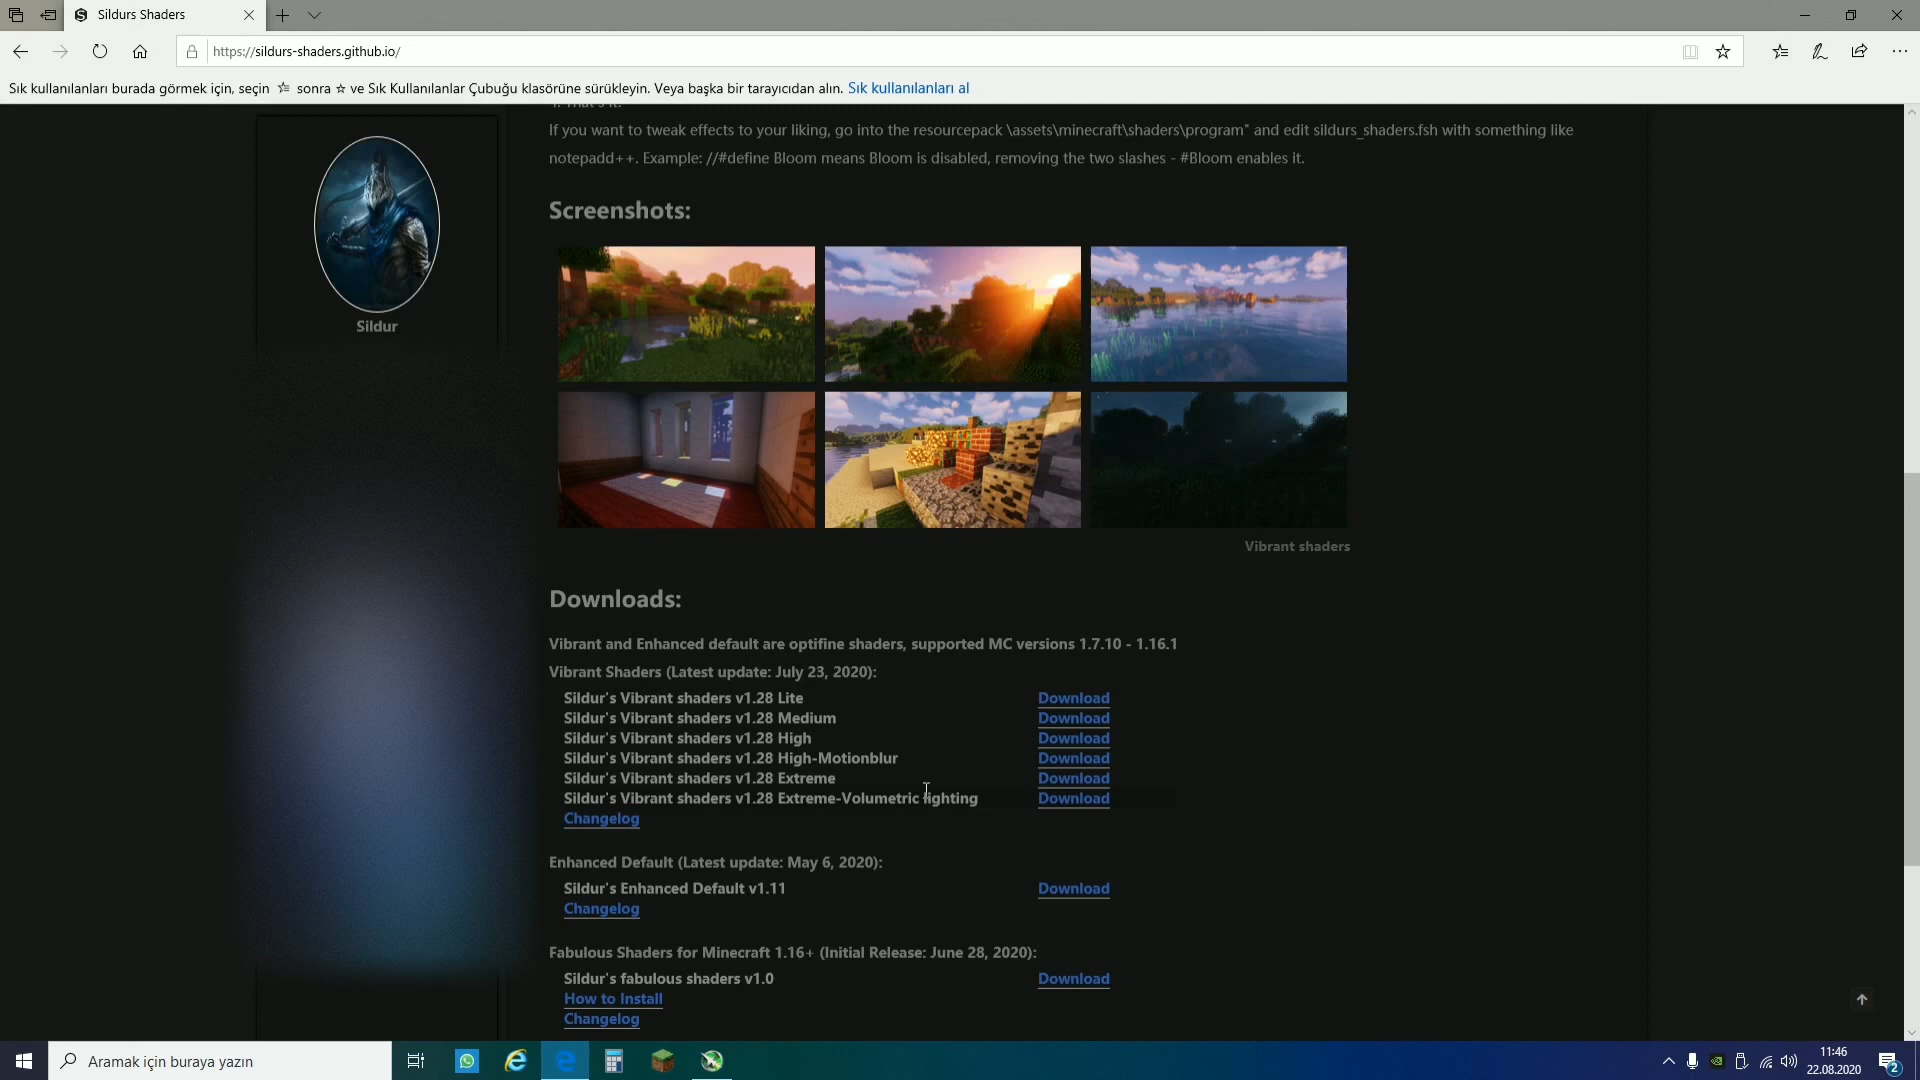 Sildurs Shaders
https://sildurs-shaders.github.io/
Sık kullanılanları burada görmek için, seçin sonra ve Sık Kullanılanlar Çubuğu klasörüne sürükleyin. Veya başka bir tarayıcıdan alın. Sık kullanılanları al
Sildur
4. That's it.
If you want to tweak effects to your liking, go into the resourcepack \assets\minecraft\shaders\program" and edit sildurs_shaders.fsh with something like
notepadd++. Example: //#define Bloom means Bloom is disabled, removing the two slashes - #Bloom enables it.
Screenshots:
Vibrant shaders
Downloads:
Vibrant and Enhanced default are optifine shaders, supported MC versions 1.7.10 - 1.16.1
Vibrant Shaders (Latest update: July 23, 2020):
Sildur's Vibrant shaders v1.28 Lite Download
Sildur's Vibrant shaders v1.28 Medium Download
Sildur's Vibrant shaders v1.28 High Download
Sildur's Vibrant shaders v1.28 High-Motionblur Download
Sildur's Vibrant shaders v1.28 Extreme Download
Sildur's Vibrant shaders v1.28 Extreme-Volumetric lighting Download
Changelog
Enhanced Default (Latest update: May 6, 2020):
Sildur's Enhanced Default v1.11 Download
Changelog
Fabulous Shaders for Minecraft 1.16+ (Initial Release: June 28, 2020):
Sildur's fabulous shaders v1.0 Download
How to Install
Changelog
Aramak için buraya yazın
11:46
22.08.2020
2